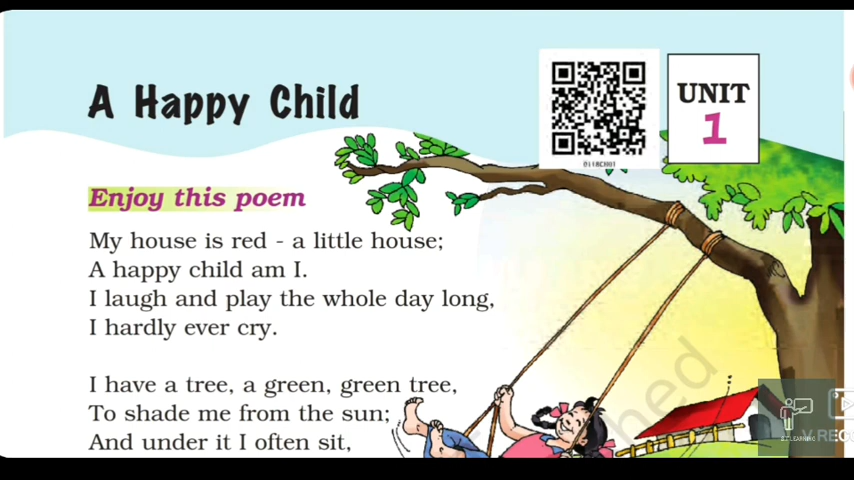 A Happy Child
UNIT
1
Enjoy this poem
My house is red - a little house;
A happy child am I.
I laugh and play the whole day long,
I hardly ever cry.
I have a tree, a green, green tree,
To shade me from the sun;
And under it I often sit,